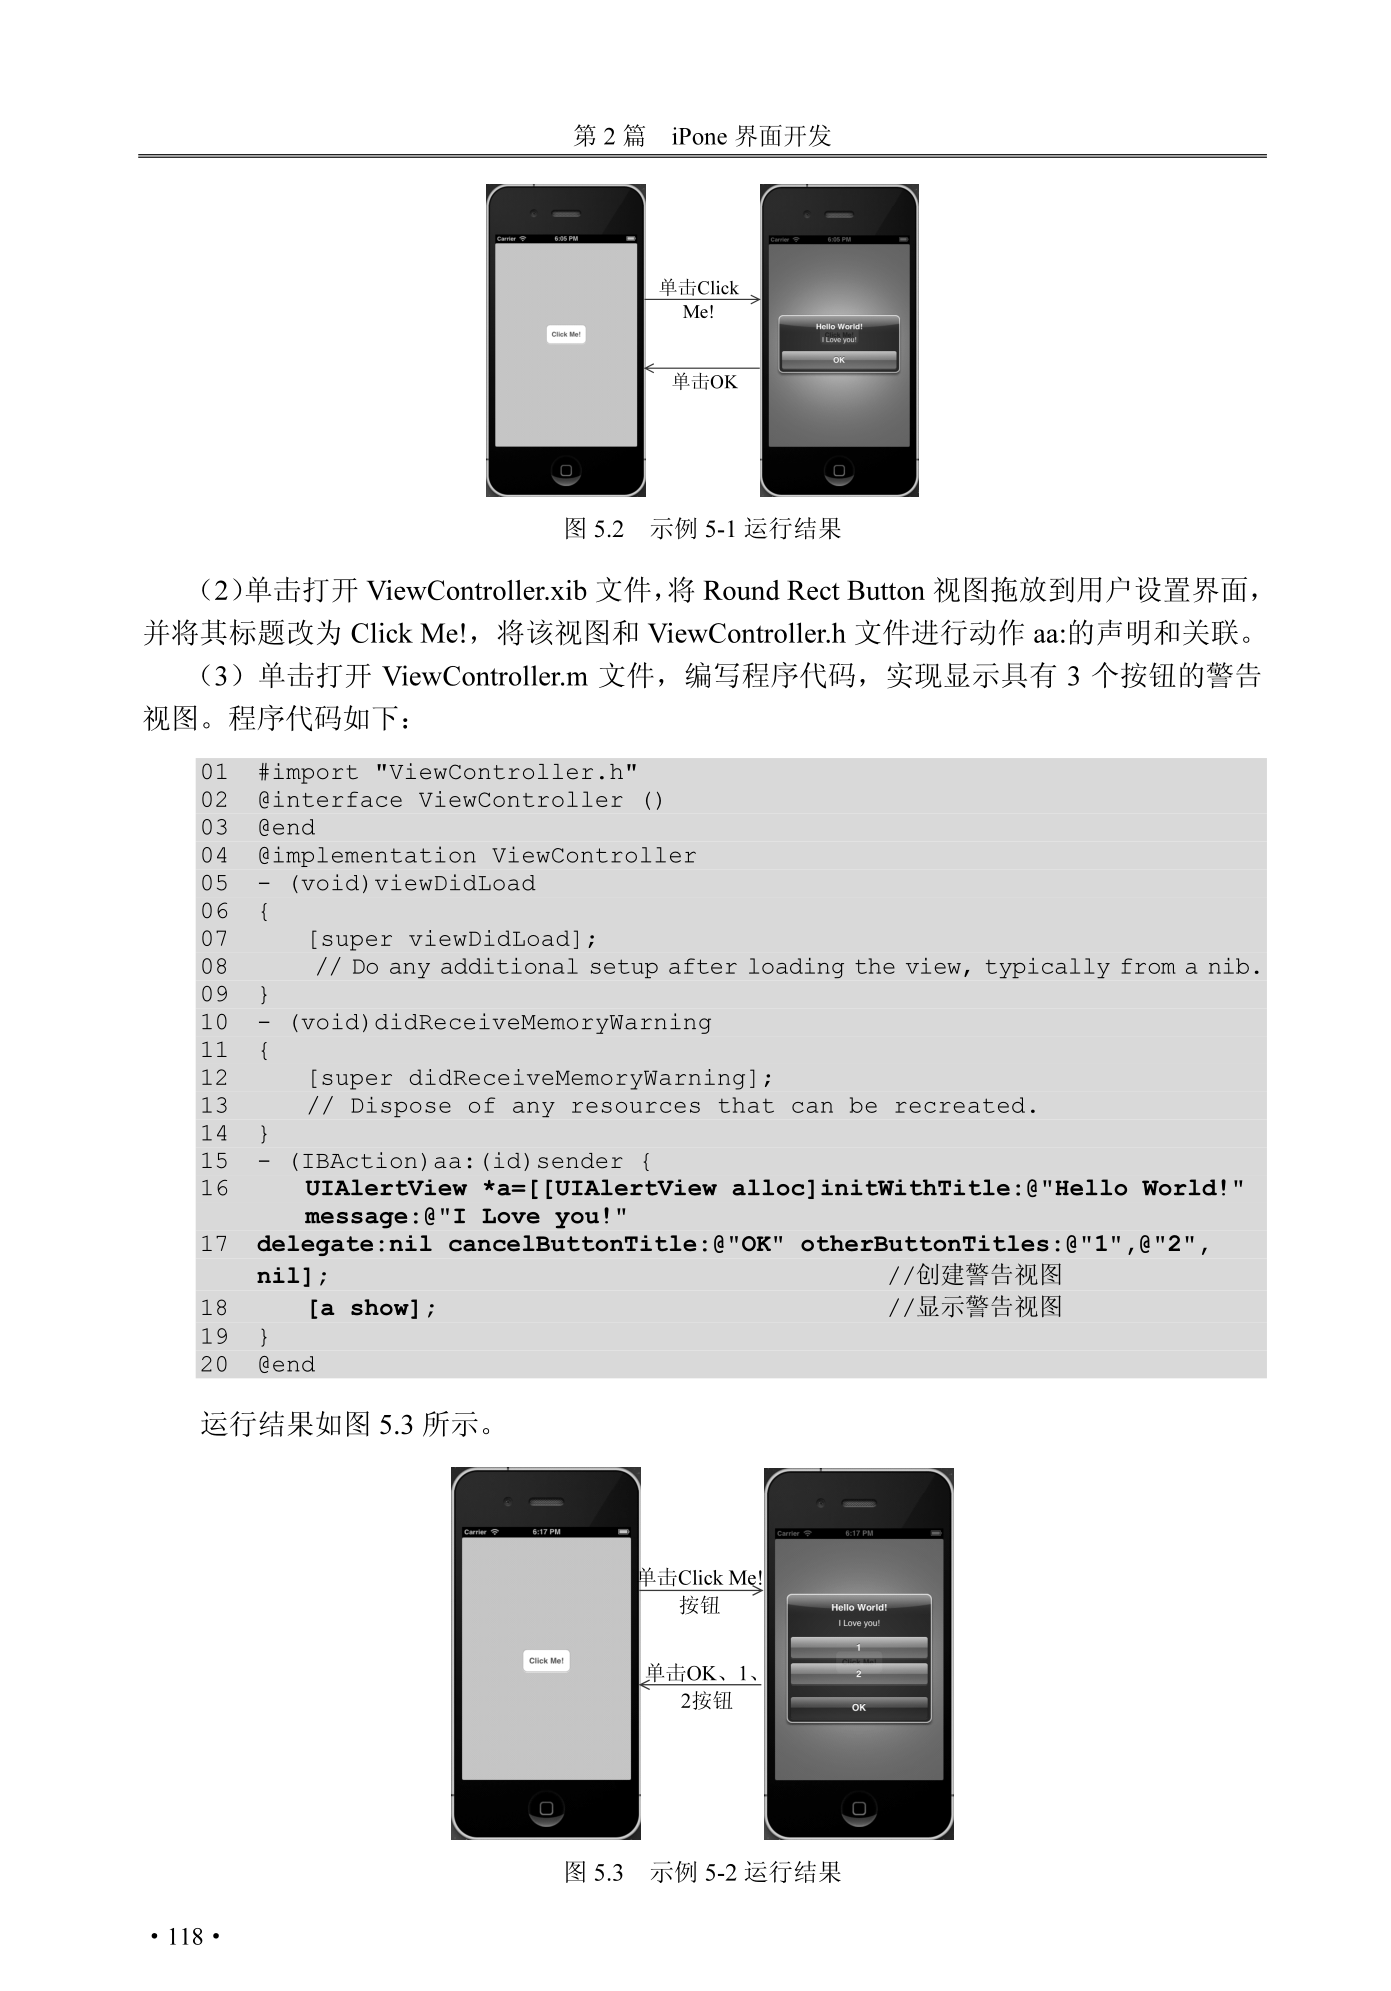 第 2 篇 iPone 界面开发
Carrier 6:05 PM
Click Me!
单击Click
Me!
单击OK
Carrier 6:05 PM
Hello World!
I Love you!
OK
图 5.2 示例 5-1 运行结果
（2）单击打开 ViewController.xib 文件，将 Round Rect Button 视图拖放到用户设置界面，
并将其标题改为 Click Me!，将该视图和 ViewController.h 文件进行动作 aa:的声明和关联。
（3）单击打开 ViewController.m 文件，编写程序代码，实现显示具有 3 个按钮的警告
视图。程序代码如下：
01 #import "ViewController.h"
02 @interface ViewController ()
03 @end
04 @implementation ViewController
05 - (void)viewDidLoad
06 {
07 [super viewDidLoad];
08 // Do any additional setup after loading the view, typically from a nib.
09 }
10 - (void)didReceiveMemoryWarning
11 {
12 [super didReceiveMemoryWarning];
13 // Dispose of any resources that can be recreated.
14 }
15 - (IBAction)aa:(id)sender {
16 UIAlertView *a=[[UIAlertView alloc]initWithTitle:@"Hello World!"
message:@"I Love you!"
17 delegate:nil cancelButtonTitle:@"OK" otherButtonTitles:@"1",@"2",
nil]; //创建警告视图
18 [a show]; //显示警告视图
19 }
20 @end
运行结果如图 5.3 所示。
Carrier 6:17 PM
Click Me!
单击Click Me!
按钮
单击OK、1、
2按钮
Carrier 6:17 PM
Hello World!
I Love you!
1
Click Me!
2
OK
图 5.3 示例 5-2 运行结果
• 118 •